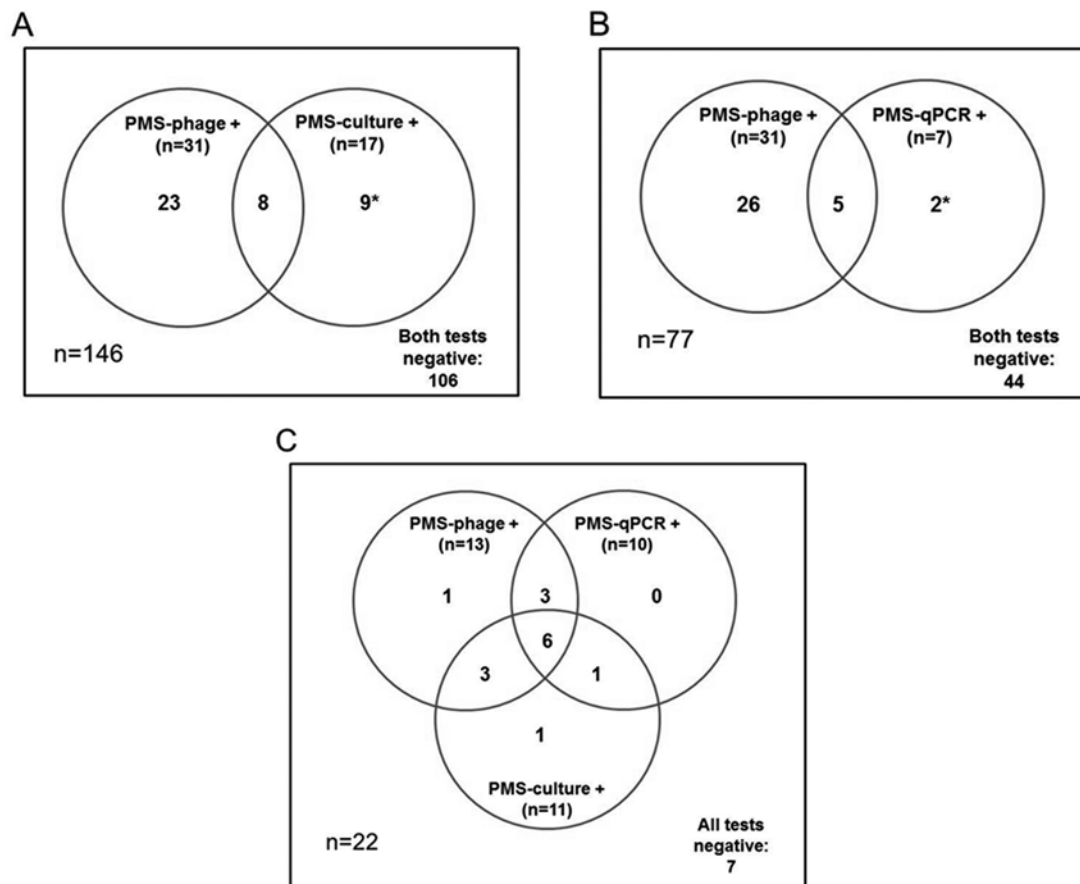 A
PMS-phage +
(n=31)
PMS-culture +
(n=17)
23
8
9*
n=146
Both tests
negative:
106
B
PMS-phage +
(n=31)
PMS-qPCR +
(n=7)
26
5
2*
n=77
Both tests
negative:
44
C
PMS-phage +
(n=13)
PMS-qPCR +
(n=10)
1
3
0
6
3
1
1
PMS-culture +
(n=11)
n=22
All tests
negative:
7